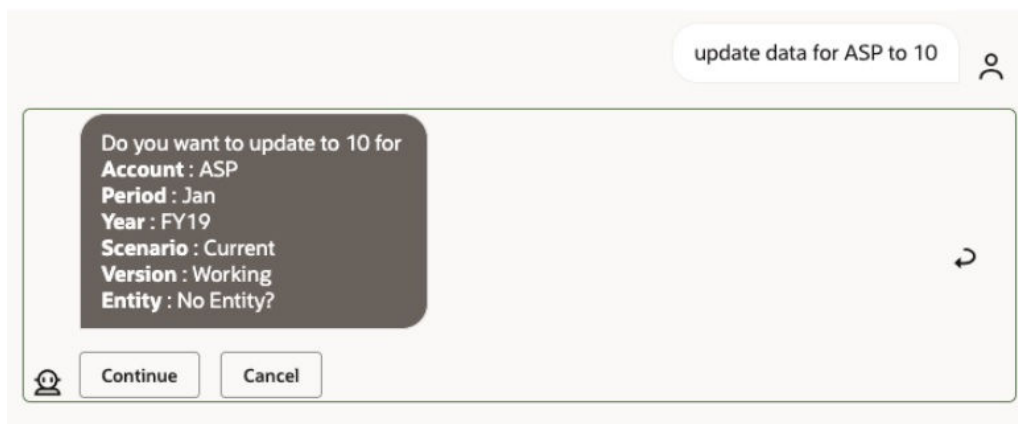 update data for ASP to 10
Do you want to update to 10 for
Account : ASP
Period : Jan
Year : FY19
Scenario : Current
Version : Working
Entity : No Entity?
Continue
Cancel